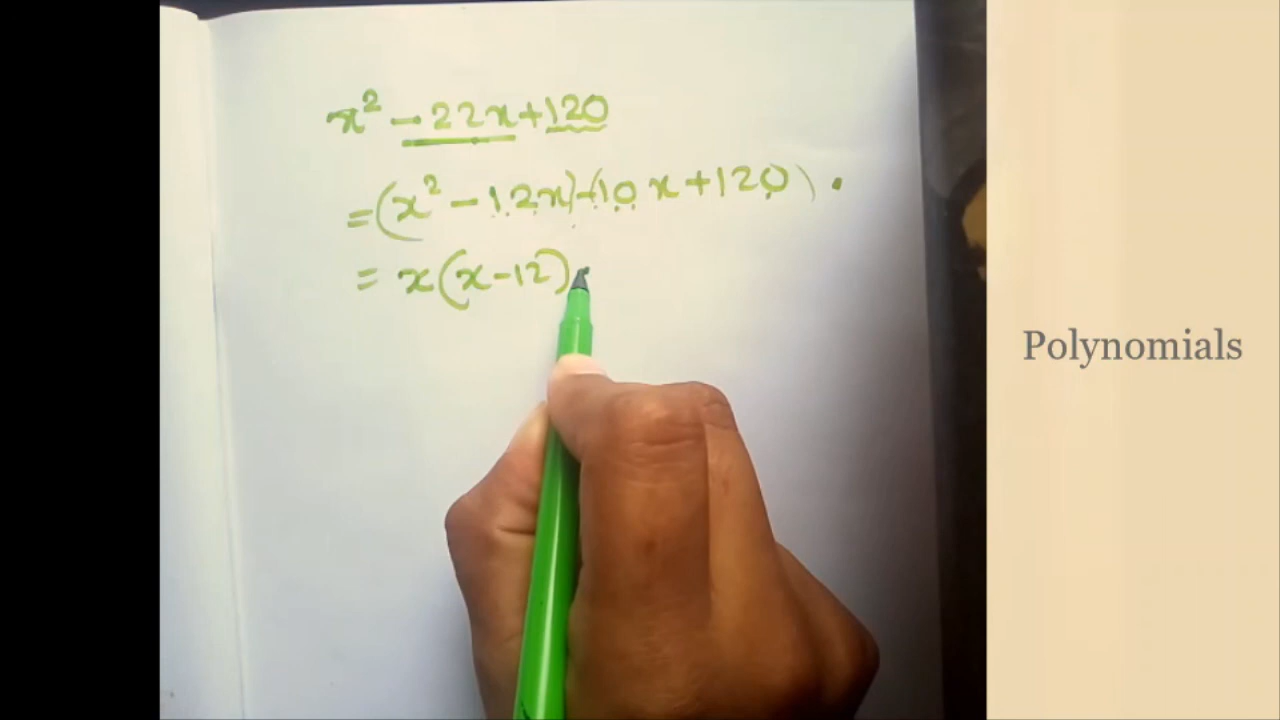 x² - 22x + 120
= (x² - 12x) - (10x + 120)
= x(x - 12)
Polynomials